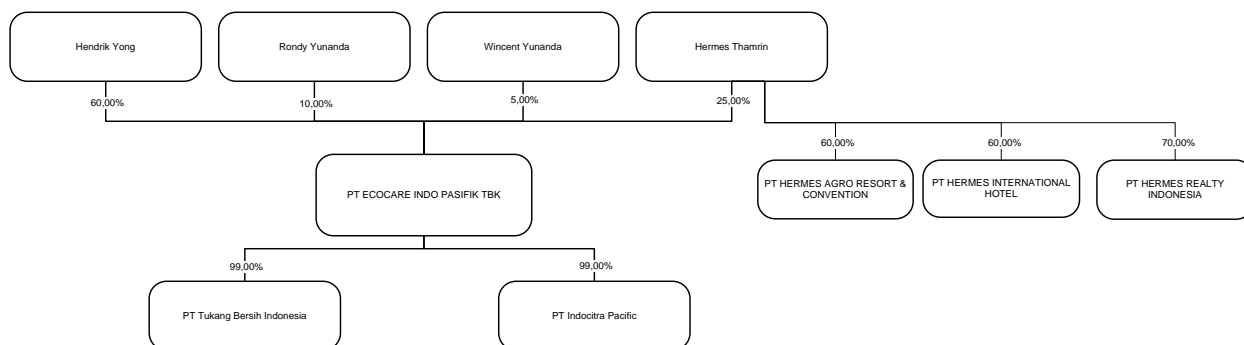 Hendrik Yong
Rondy Yunanda
Wincent Yunanda
Hermes Thamrin
60,00%
10,00%
5,00%
25,00%
60,00%
60,00%
70,00%
PT ECOCARE INDO PASIFIK TBK
PT HERMES AGRO RESORT &
CONVENTION
PT HERMES INTERNATIONAL
HOTEL
PT HERMES REALTY
INDONESIA
99,00%
99,00%
PT Tukang Bersih Indonesia
PT Indocitra Pacific